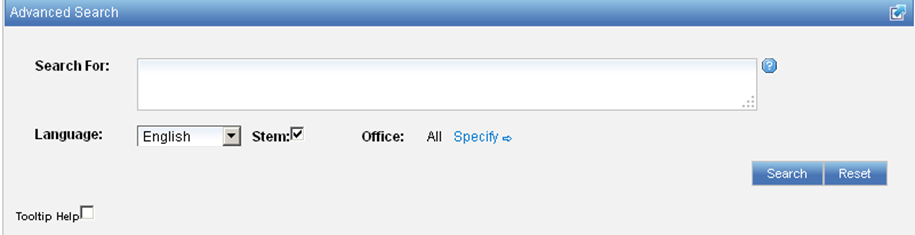 Advanced Search
Search For:
Language: English Stem: Office: All Specify ⇨
Search Reset
Tooltip Help